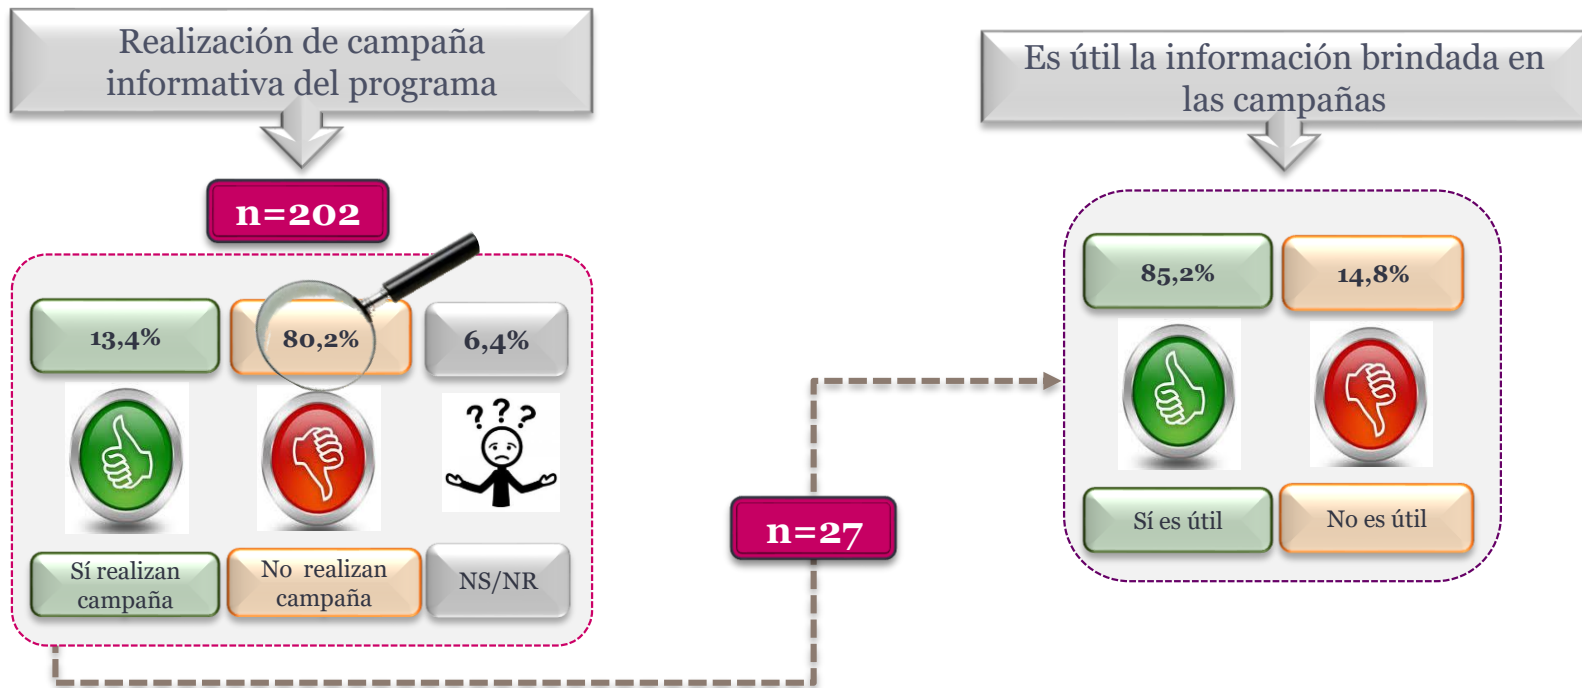 Realización de campaña
informativa del programa
n=202
13,4%
80,2%
6,4%
? ? ?
Sí realizan
campaña
No realizan
campaña
NS/NR
n=27
Es útil la información brindada en
las campañas
85,2%
14,8%
Sí es útil
No es útil